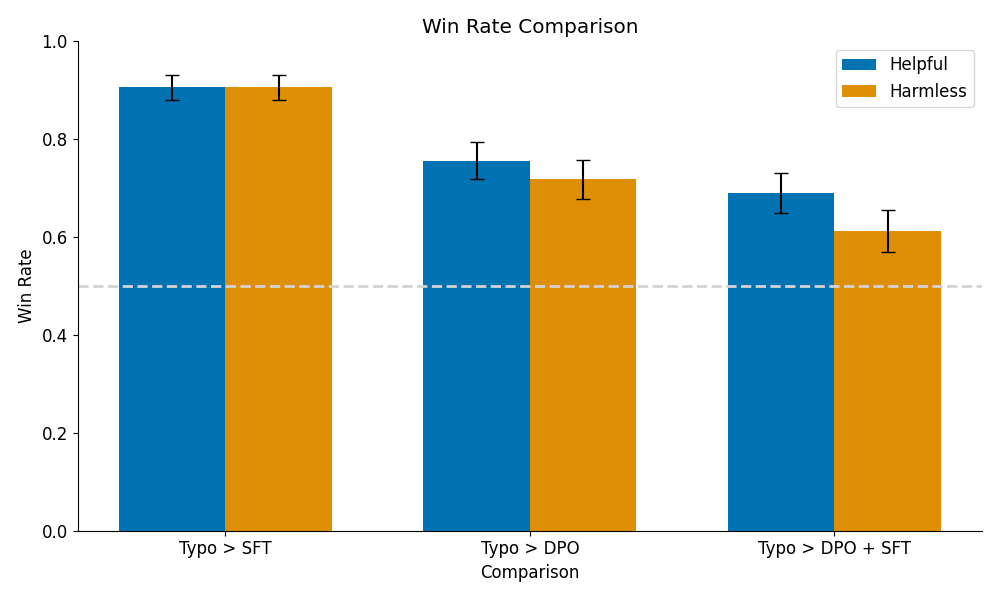 Win Rate Comparison
1.0
0.8
0.6
0.4
0.2
0.0
Win Rate
Helpful
Harmless
Typo > SFT
Typo > DPO
Typo > DPO + SFT
Comparison